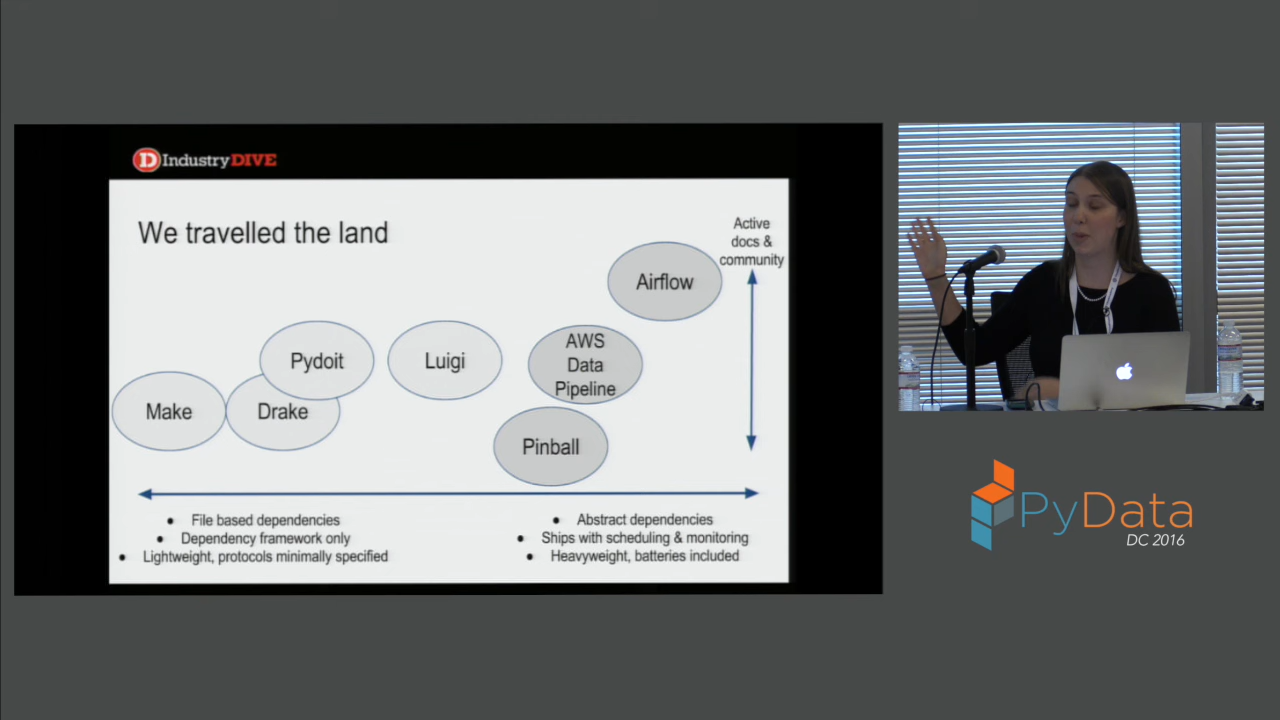 D IndustryDIVE
We travelled the land
Active
docs &
community
Airflow
AWS
Data
Pipeline
Pydoit
Luigi
Make
Drake
Pinball
● File based dependencies
● Dependency framework only
● Lightweight, protocols minimally specified
● Abstract dependencies
● Ships with scheduling & monitoring
● Heavyweight, batteries included
PyData
DC 2016